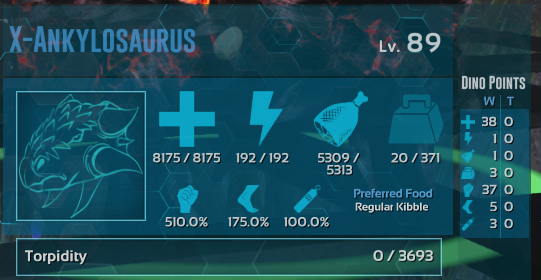 X-Ankylosaurus
Lv. 89
Dino Points
W T
38 0
1 0
1 0
3 0
37 0
5 0
3 0
8175 / 8175
192 / 192
5309 /
5313
20 / 371
510.0%
175.0%
100.0%
Preferred Food
Regular Kibble
Torpidity
0 / 3693